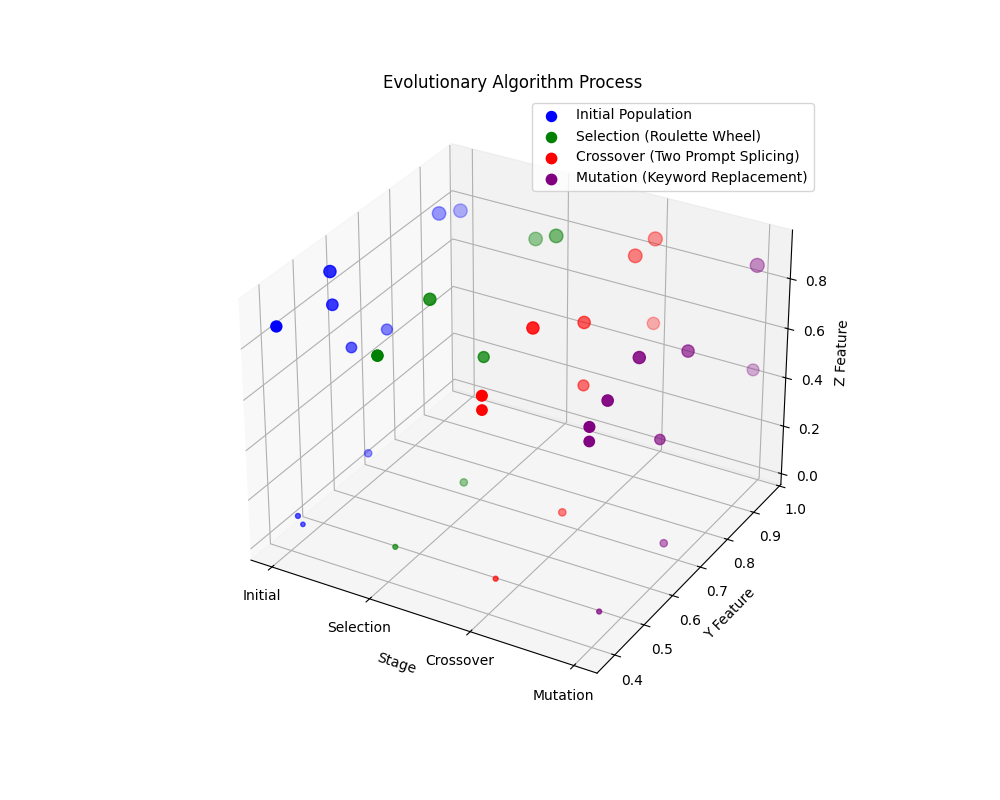 Evolutionary Algorithm Process
Initial Population
Selection (Roulette Wheel)
Crossover (Two Prompt Splicing)
Mutation (Keyword Replacement)
0.8
0.6
0.4
0.2
0.0
Z Feature
1.0
0.9
0.8
0.7
0.6
0.5
0.4
Y Feature
Initial
Selection
Crossover
Mutation
Stage